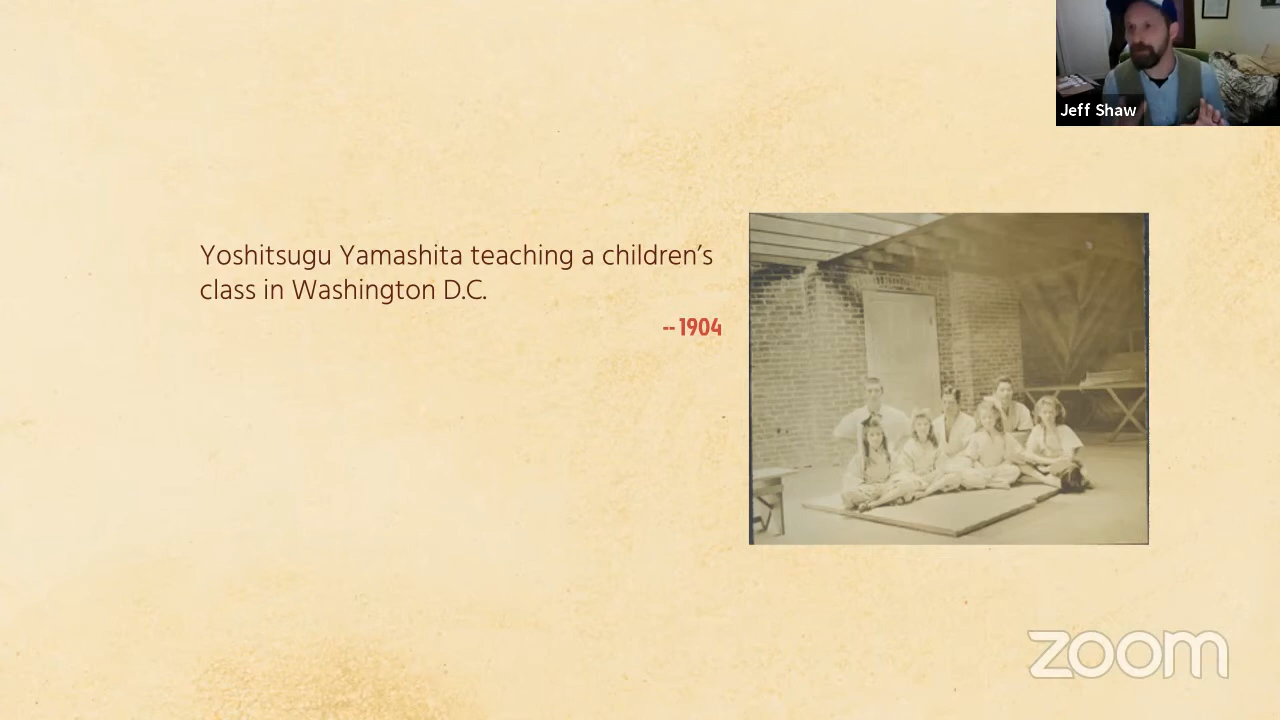 Jeff Shaw
Yoshitsugu Yamashita teaching a children's
class in Washington D.C.
-- 1904
zoom